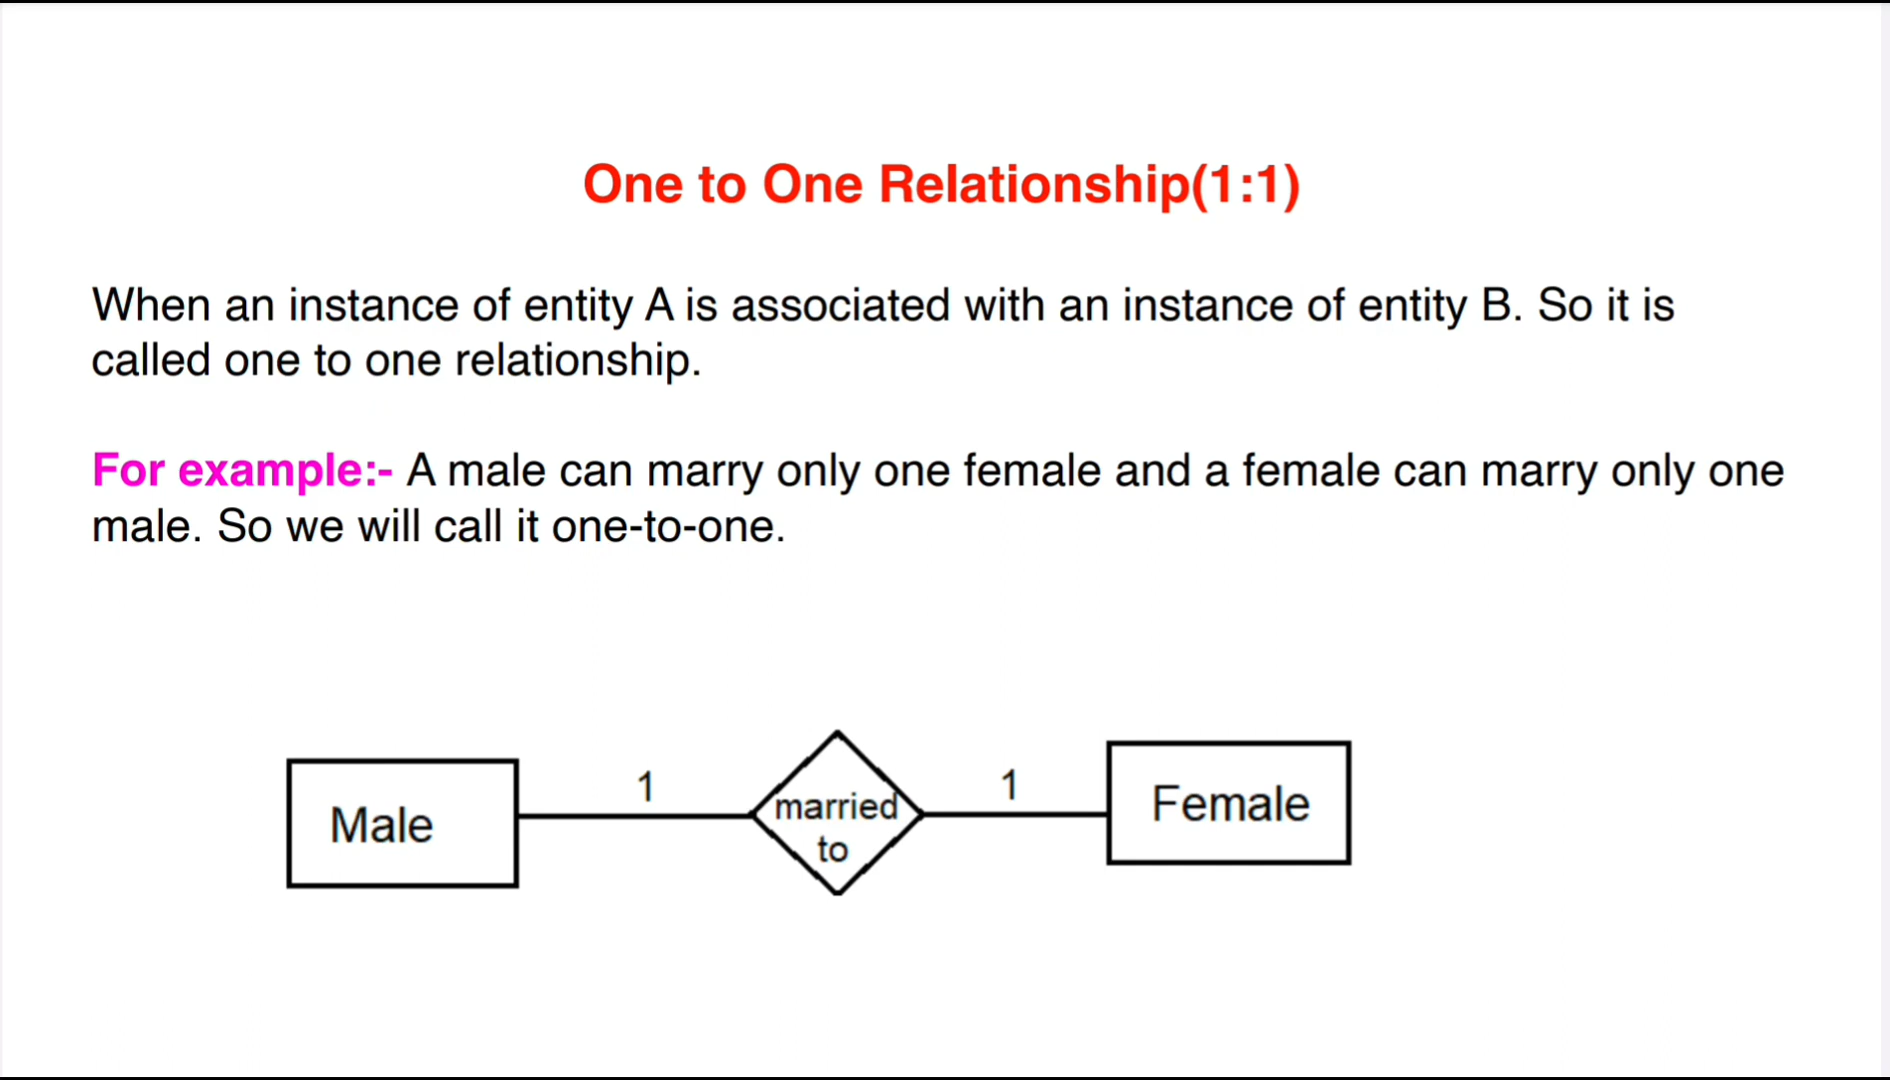 One to One Relationship(1:1)
When an instance of entity A is associated with an instance of entity B. So it is
called one to one relationship.
For example:- A male can marry only one female and a female can marry only one
male. So we will call it one-to-one.
Male
1
married
to
1
Female